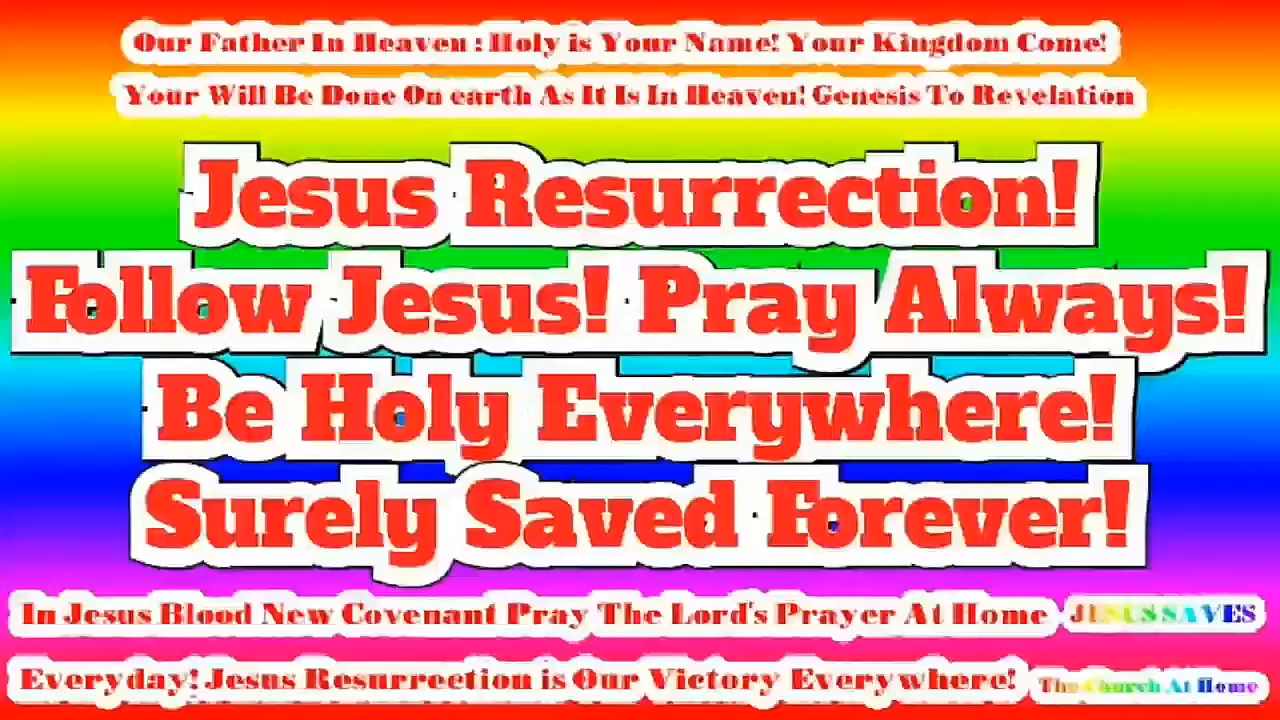 Our Father In Heaven : Holy is Your Name! Your Kingdom Come!
Your Will Be Done On earth As It Is In Heaven! Genesis To Revelation
Jesus Resurrection!
Follow Jesus! Pray Always!
Be Holy Everywhere!
Surely Saved Forever!
In Jesus Blood New Covenant Pray The Lord's Prayer At Home JESUS SAVES
Everyday! Jesus Resurrection is Our Victory Everywhere! The Church At Home